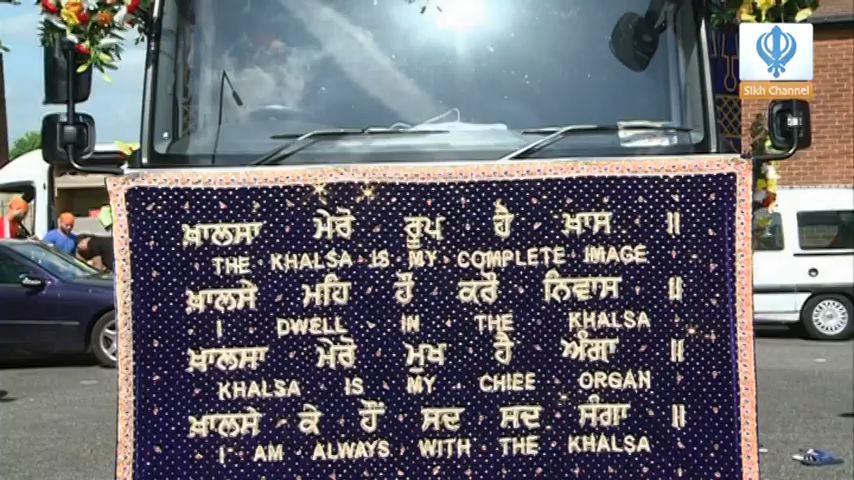 Sikh Channel
ਖ਼ਾਲਸਾ ਮੇਰੋ ਰੂਪ ਹੈ ਖ਼ਾਸ ॥
THE KHALSA IS MY COMPLETE IMAGE
ਖ਼ਾਲਸੇ ਮਹਿ ਹੌ ਕਰੌ ਨਿਵਾਸ ॥
I DWELL IN THE KHALSA
ਖ਼ਾਲਸਾ ਮੇਰੋ ਮੁਖ ਹੈ ਅੰਗਾ ॥
KHALSA IS MY CHIEE ORGAN
ਖ਼ਾਲਸੇ ਕੇ ਹੌ ਸਦ ਸਦ ਸੰਗਾ ॥
I AM ALWAYS WITH THE KHALSA